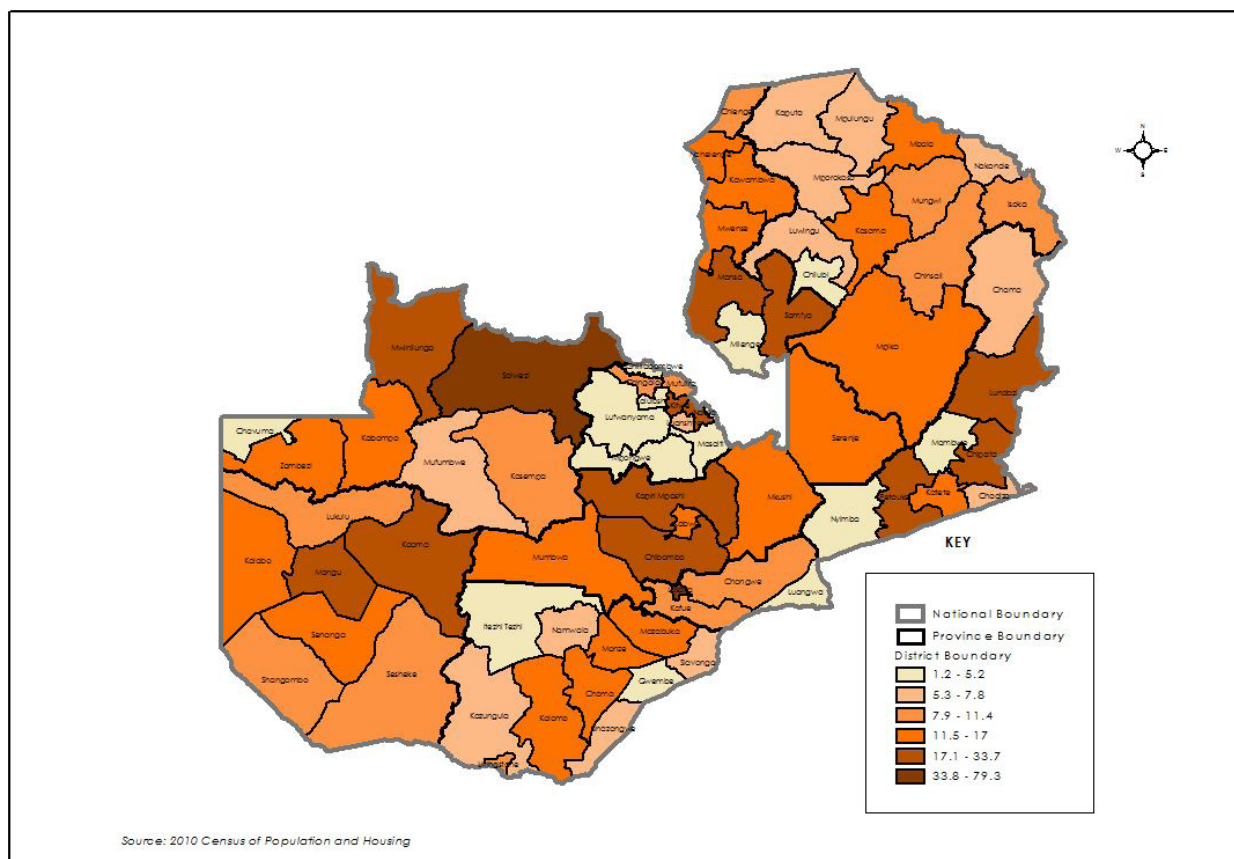 Chienge
Kaputa
Mpulungu
Mbala
Nakonde
Kawambwa
Mporokoso
Mungwi
Isoka
Mwense
Luwingu
Kasama
Chilubi
Chinsali
Chama
Mansa
Samfya
Milenge
Mpika
Mwinilunga
Solwezi
Lundazi
Lufwanyama
Chavuma
Kabompo
Zambezi
Mufumbwe
Kasempa
Masaiti
Mpongwe
Serenje
Mambwe
Chipata
Petauke
Katete
Chadiza
Kapiri Mposhi
Mkushi
Nyimba
Lukulu
Kaoma
Kalabo
Mongu
Mumbwa
Chibombo
Chongwe
Luangwa
Kafue
Itezhi Tezhi
Namwala
Mazabuka
Monze
Senanga
Sesheke
Shangombo
Siavonga
Gwembe
Choma
Kazungula
Kalomo
Livingstone
N
W
E
S
KEY
National Boundary
Province Boundary
District Boundary
1.2 - 5.2
5.3 - 7.8
7.9 - 11.4
11.5 - 17
17.1 - 33.7
33.8 - 79.3
Source: 2010 Census of Population and Housing